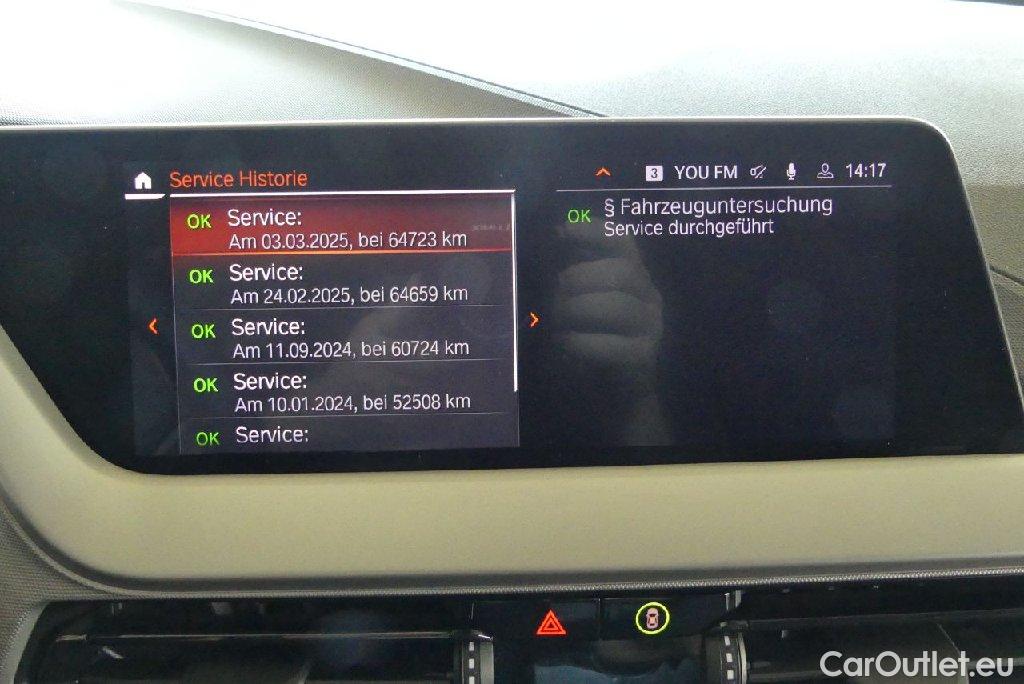 Service Historie
3 YOU FM 14:17
OK Service:
Am 03.03.2025, bei 64723 km
OK Service:
Am 24.02.2025, bei 64659 km
OK Service:
Am 11.09.2024, bei 60724 km
OK Service:
Am 10.01.2024, bei 52508 km
OK Service:
OK § Fahrzeuguntersuchung
Service durchgeführt
CarOutlet.eu